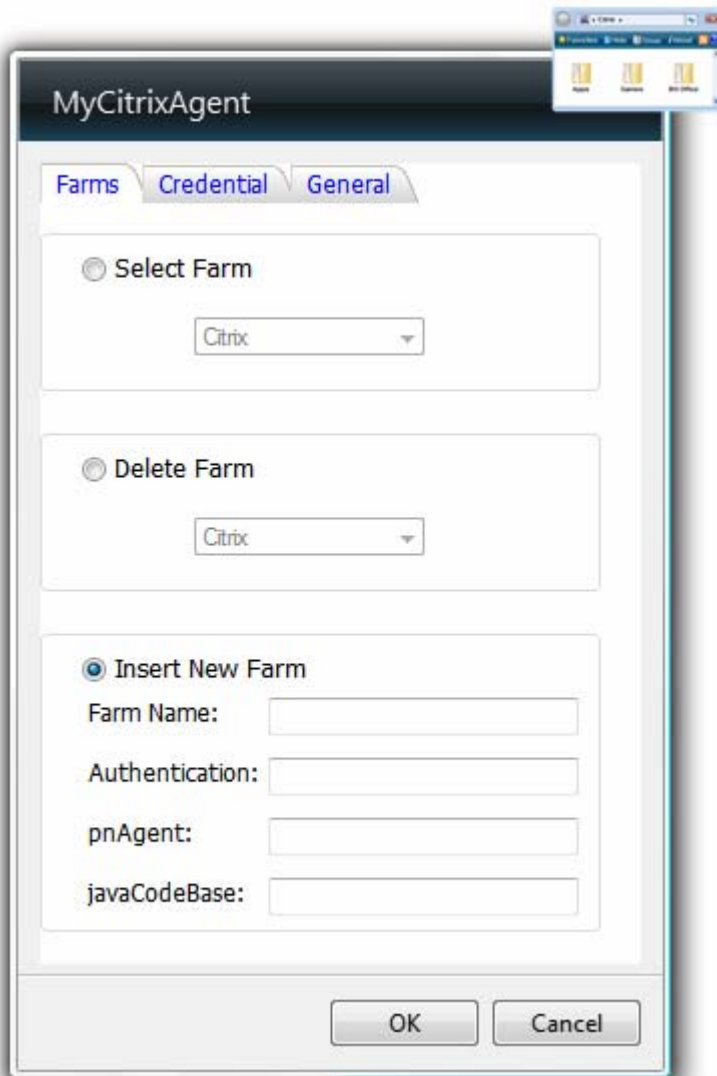 Citrix
MyCitrixAgent
Farms Credential General
Select Farm
Citrix
Delete Farm
Citrix
Insert New Farm
Farm Name:
Authentication:
pnAgent:
javaCodeBase:
OK Cancel